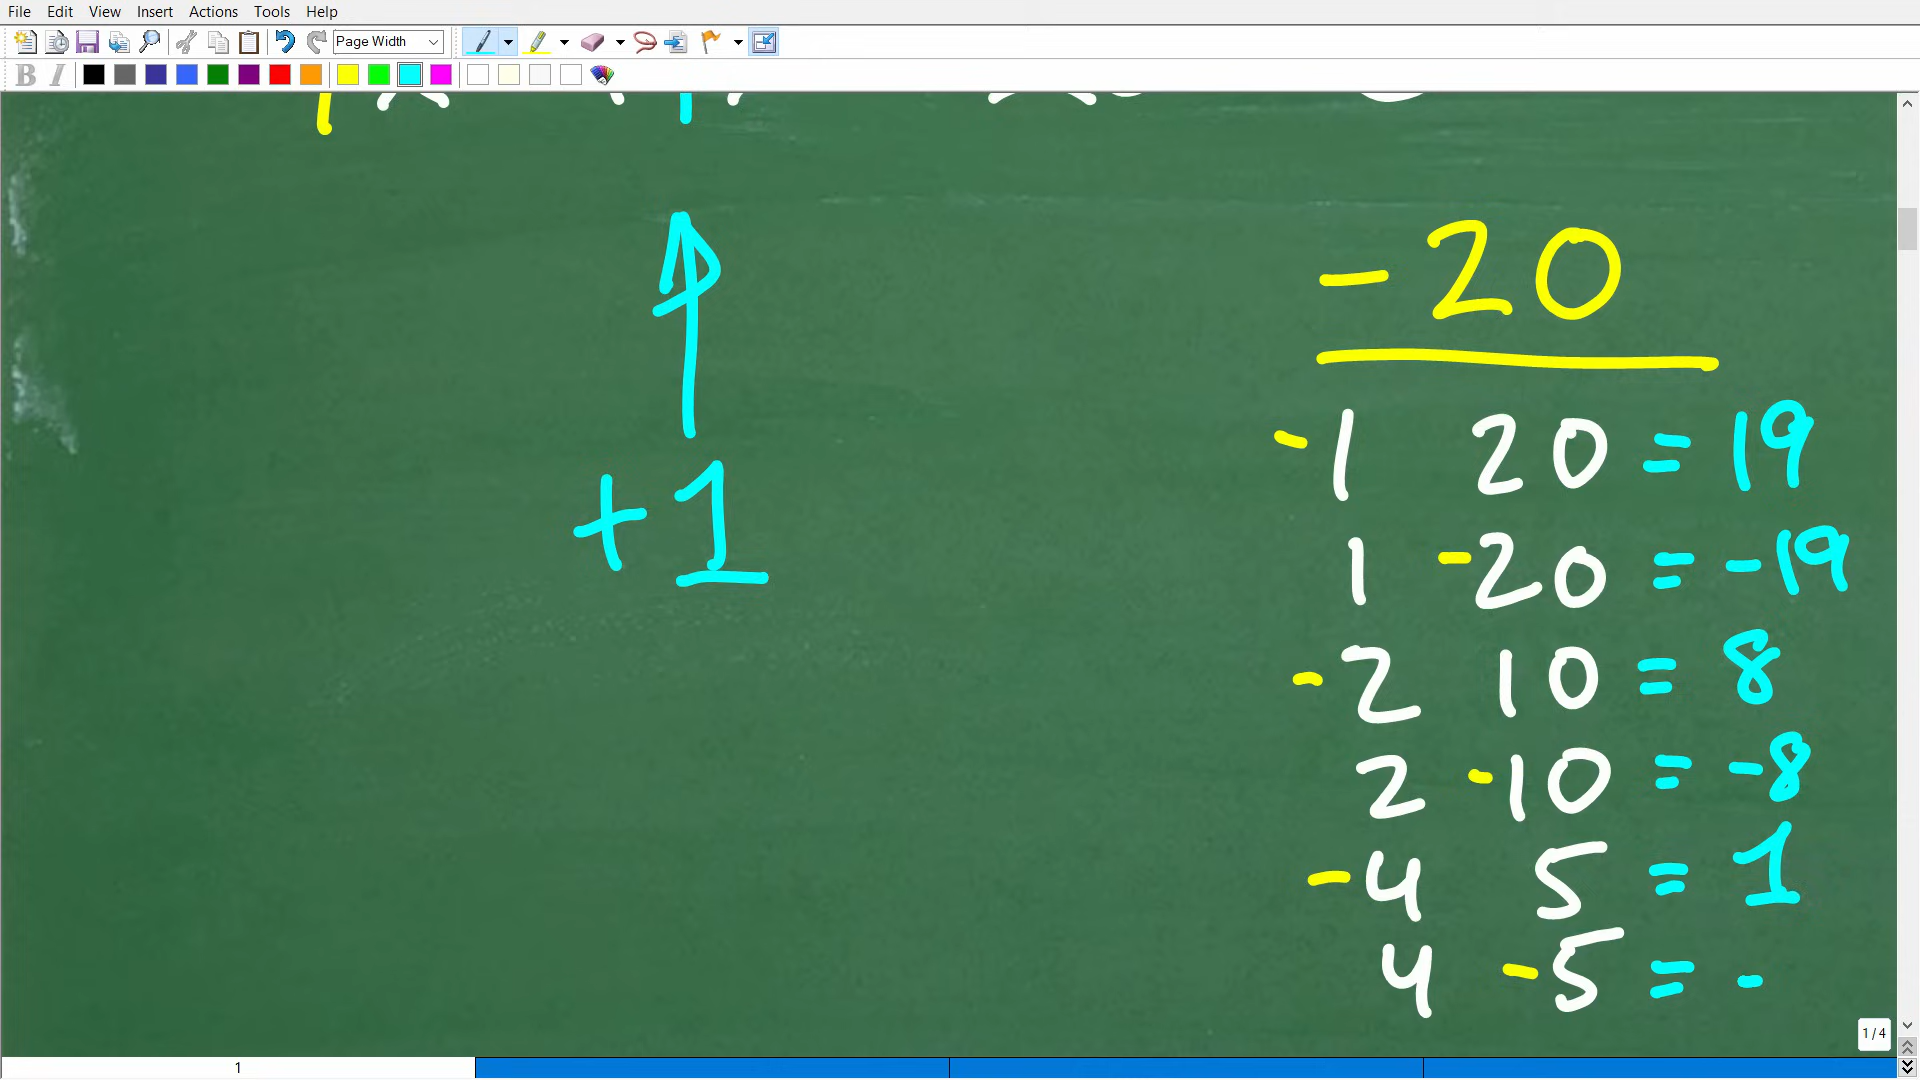 File Edit View Insert Actions Tools Help
Page Width
B I
-20
-1 20 = 19
+1
1 -20 = -19
-2 10 = 8
2 -10 = -8
-4 5 = 1
4 -5 = -
1 / 4
1